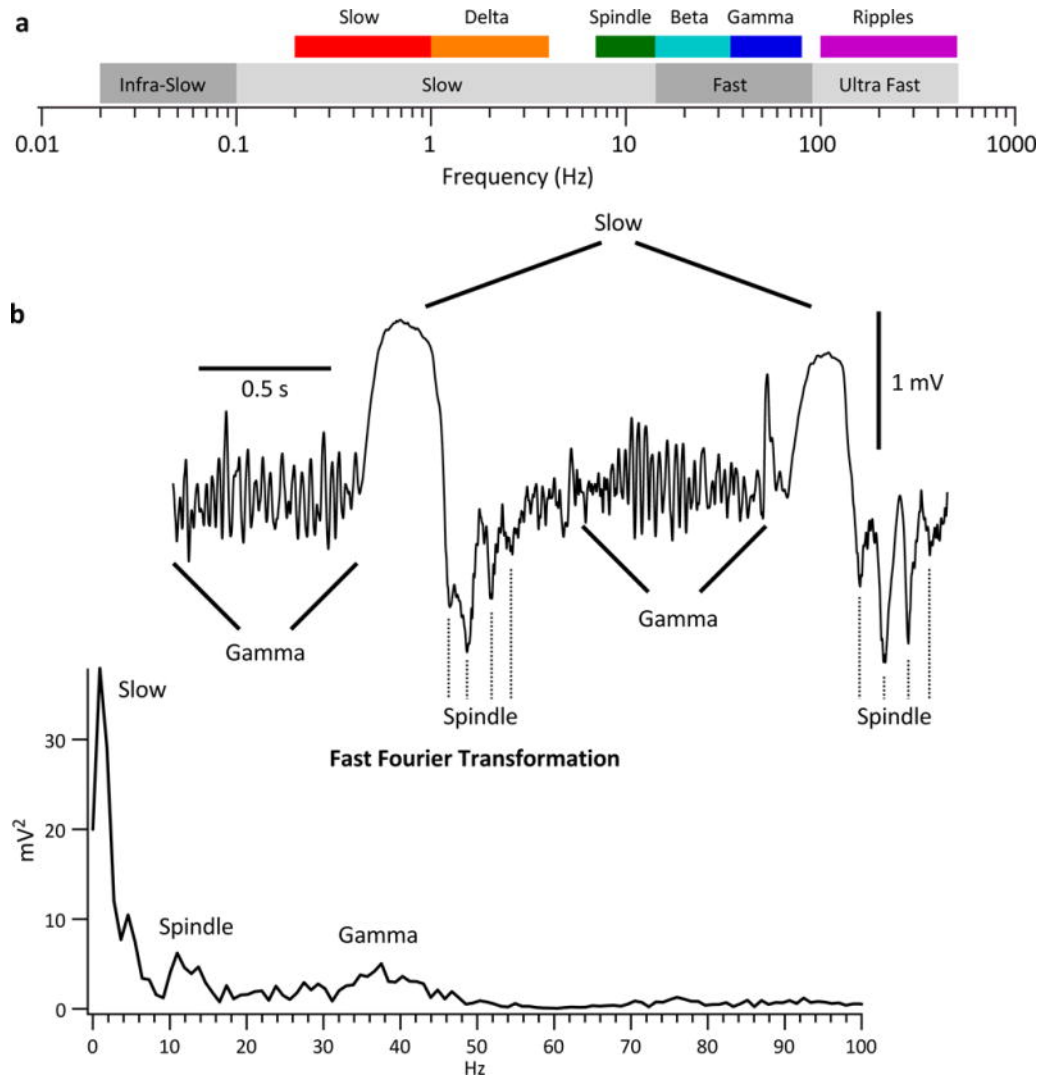 a
Slow Delta Spindle Beta Gamma Ripples
Infra-Slow Slow Fast Ultra Fast
0.01 0.1 1 10 100 1000
Frequency (Hz)
Slow
b
0.5 s
1 mV
Gamma
Gamma
Spindle
Spindle
Slow
Fast Fourier Transformation
30
20
10
0
mV²
Spindle
Gamma
0 10 20 30 40 50 60 70 80 90 100
Hz